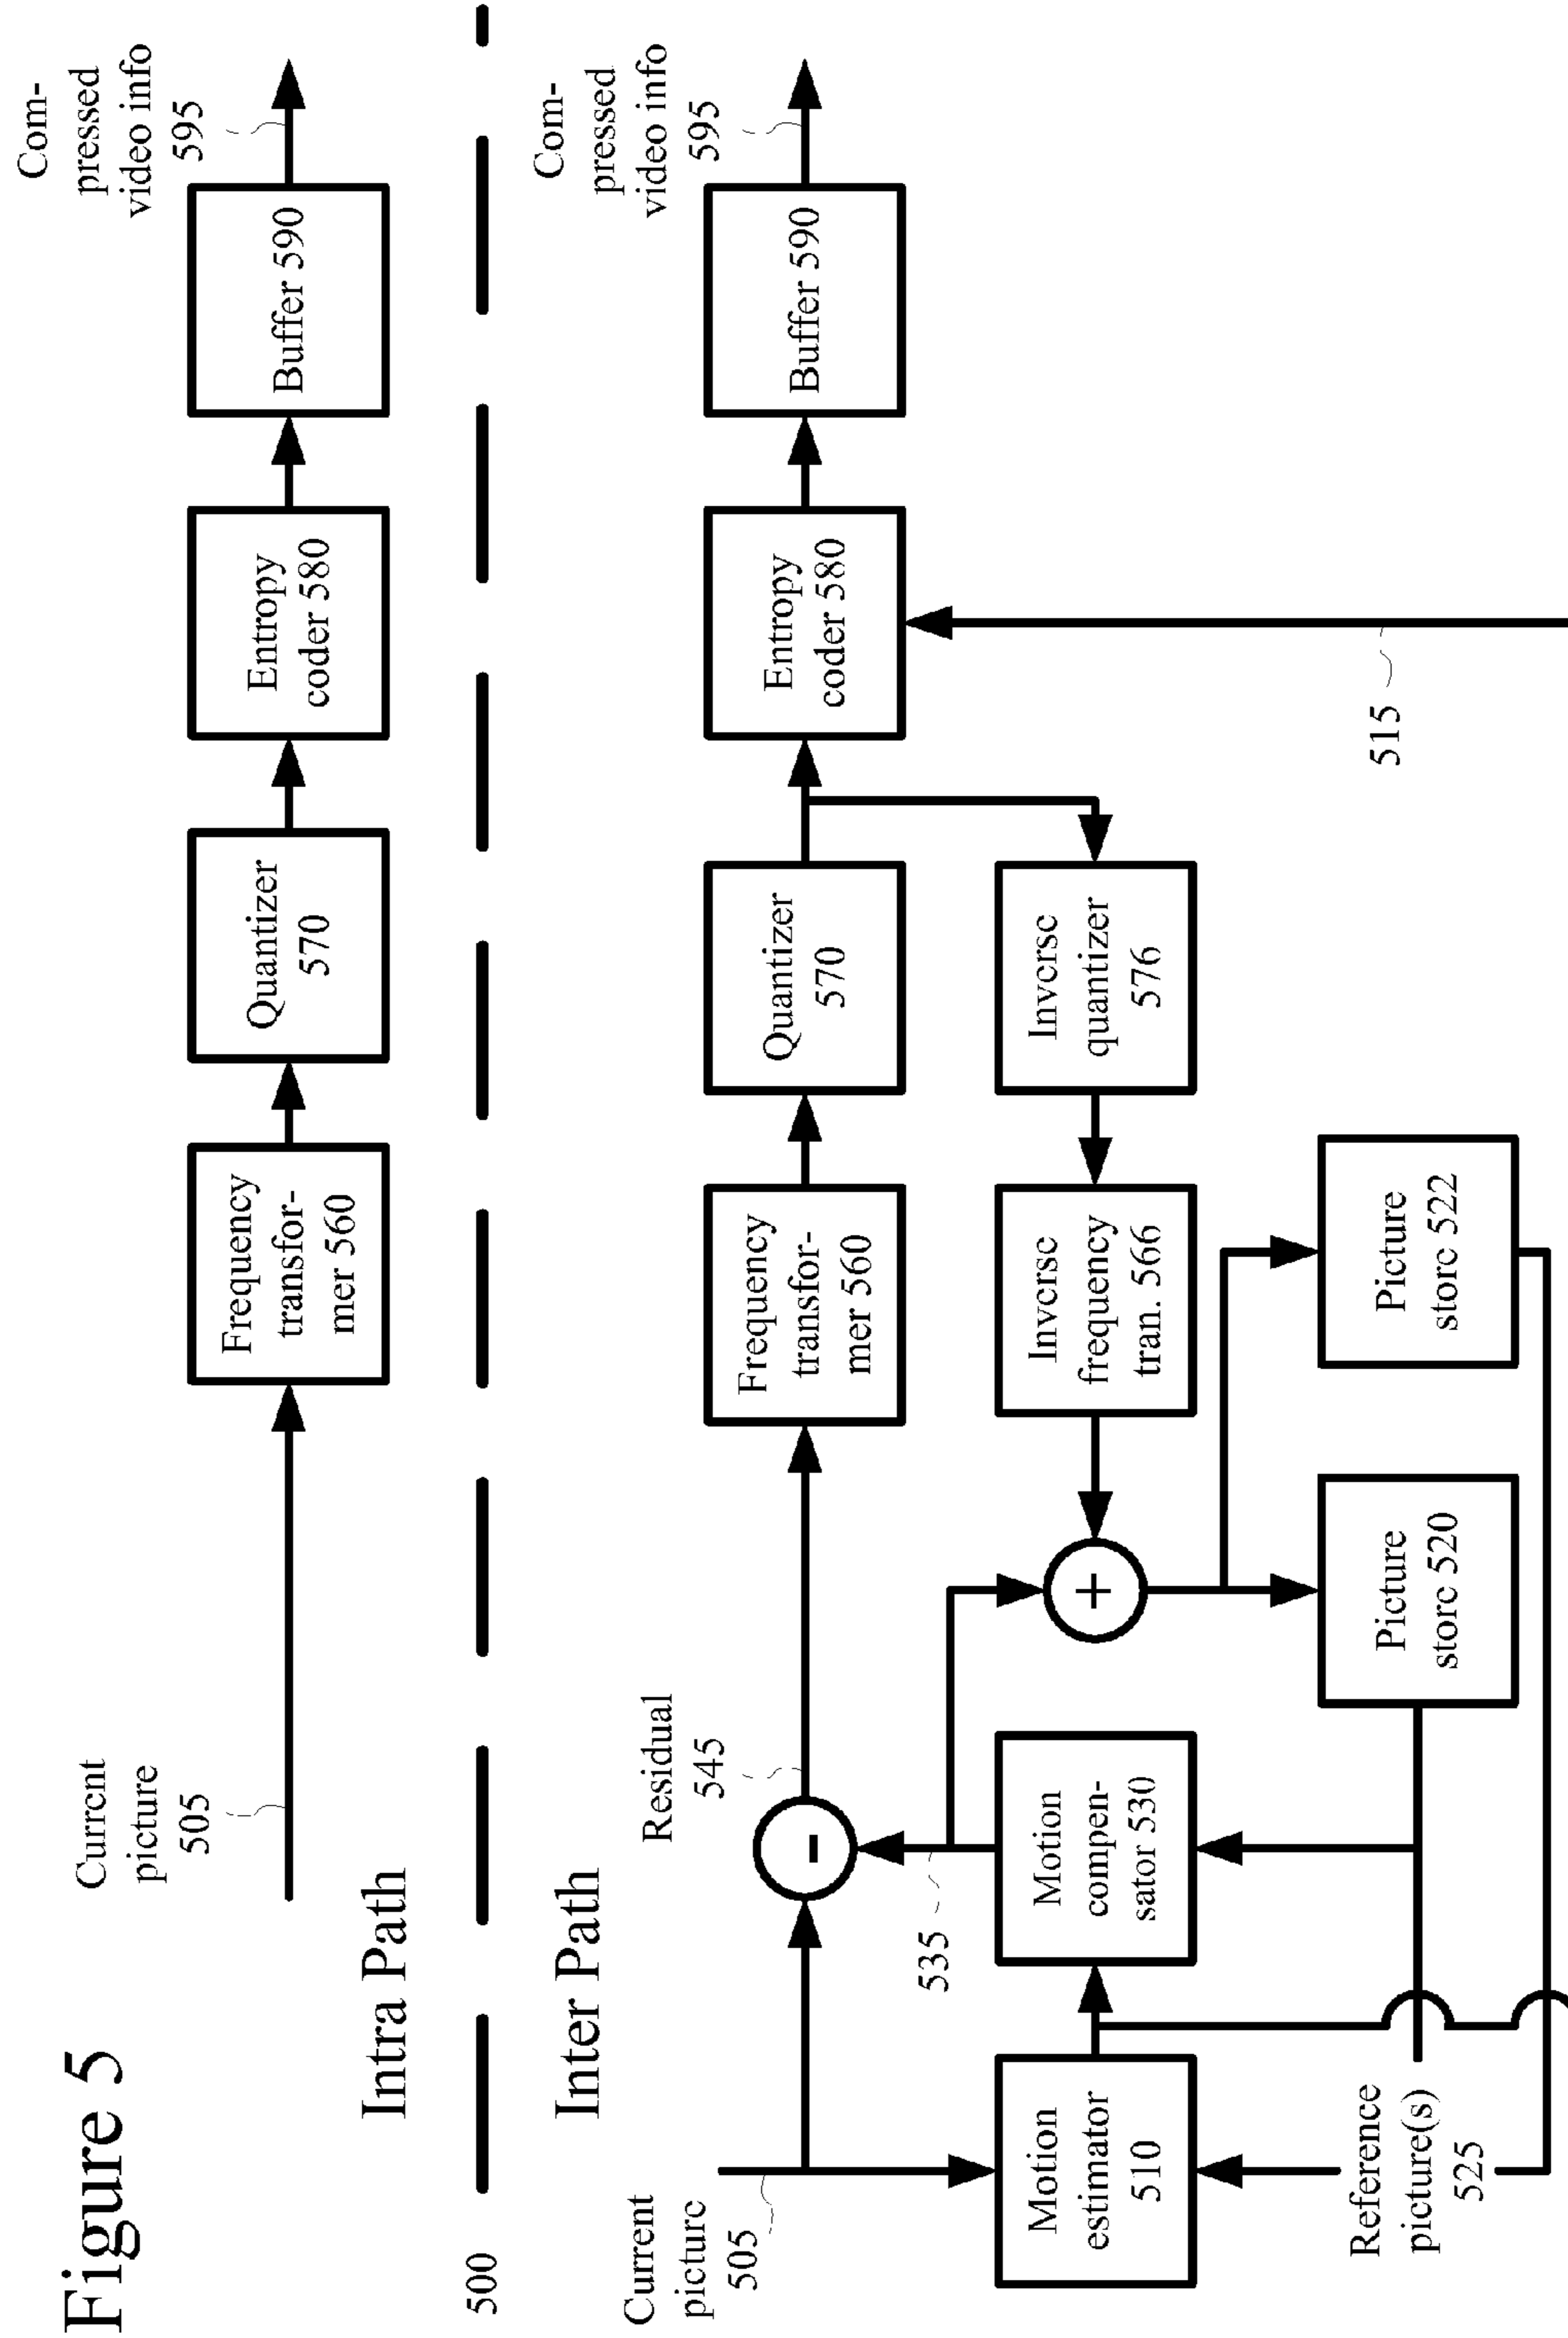 Figure 5
Current
picture
505
Frequency
transfor-
mer 560
Quantizer
570
Entropy
coder 580
Buffer 590
Com-
pressed
video info
595
Intra Path
500
Inter Path
Current
picture
505
Residual
545
Frequency
transfor-
mer 560
Quantizer
570
Entropy
coder 580
Buffer 590
Com-
pressed
video info
595
-
535
Motion
estimator
510
Motion
compen-
sator 530
+
Inverse
frequency
tran. 566
Inverse
quantizer
576
Reference
picture(s)
525
Picture
store 520
Picture
store 522
515